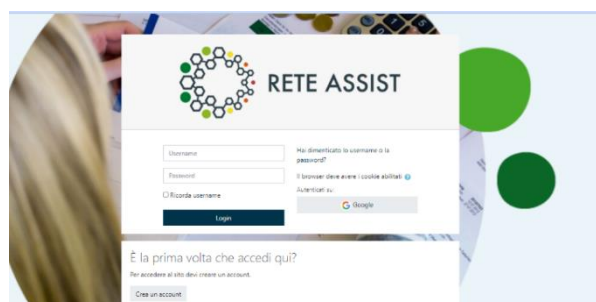 RETE ASSIST
Username
Password
Ricorda username
Login
Hai dimenticato lo username o la
password?
Il browser deve avere i cookie abilitati
Autenticati su:
Google
È la prima volta che accedi qui?
Per accedere al sito devi creare un account.
Crea un account